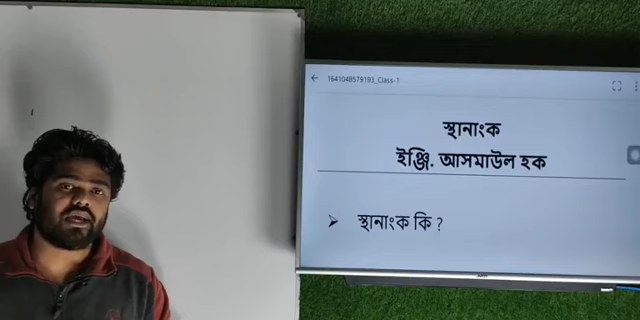 1641048579193_Class-1
স্থানাংক
ইঞ্জি. আসমাউল হক
স্থানাংক কি ?